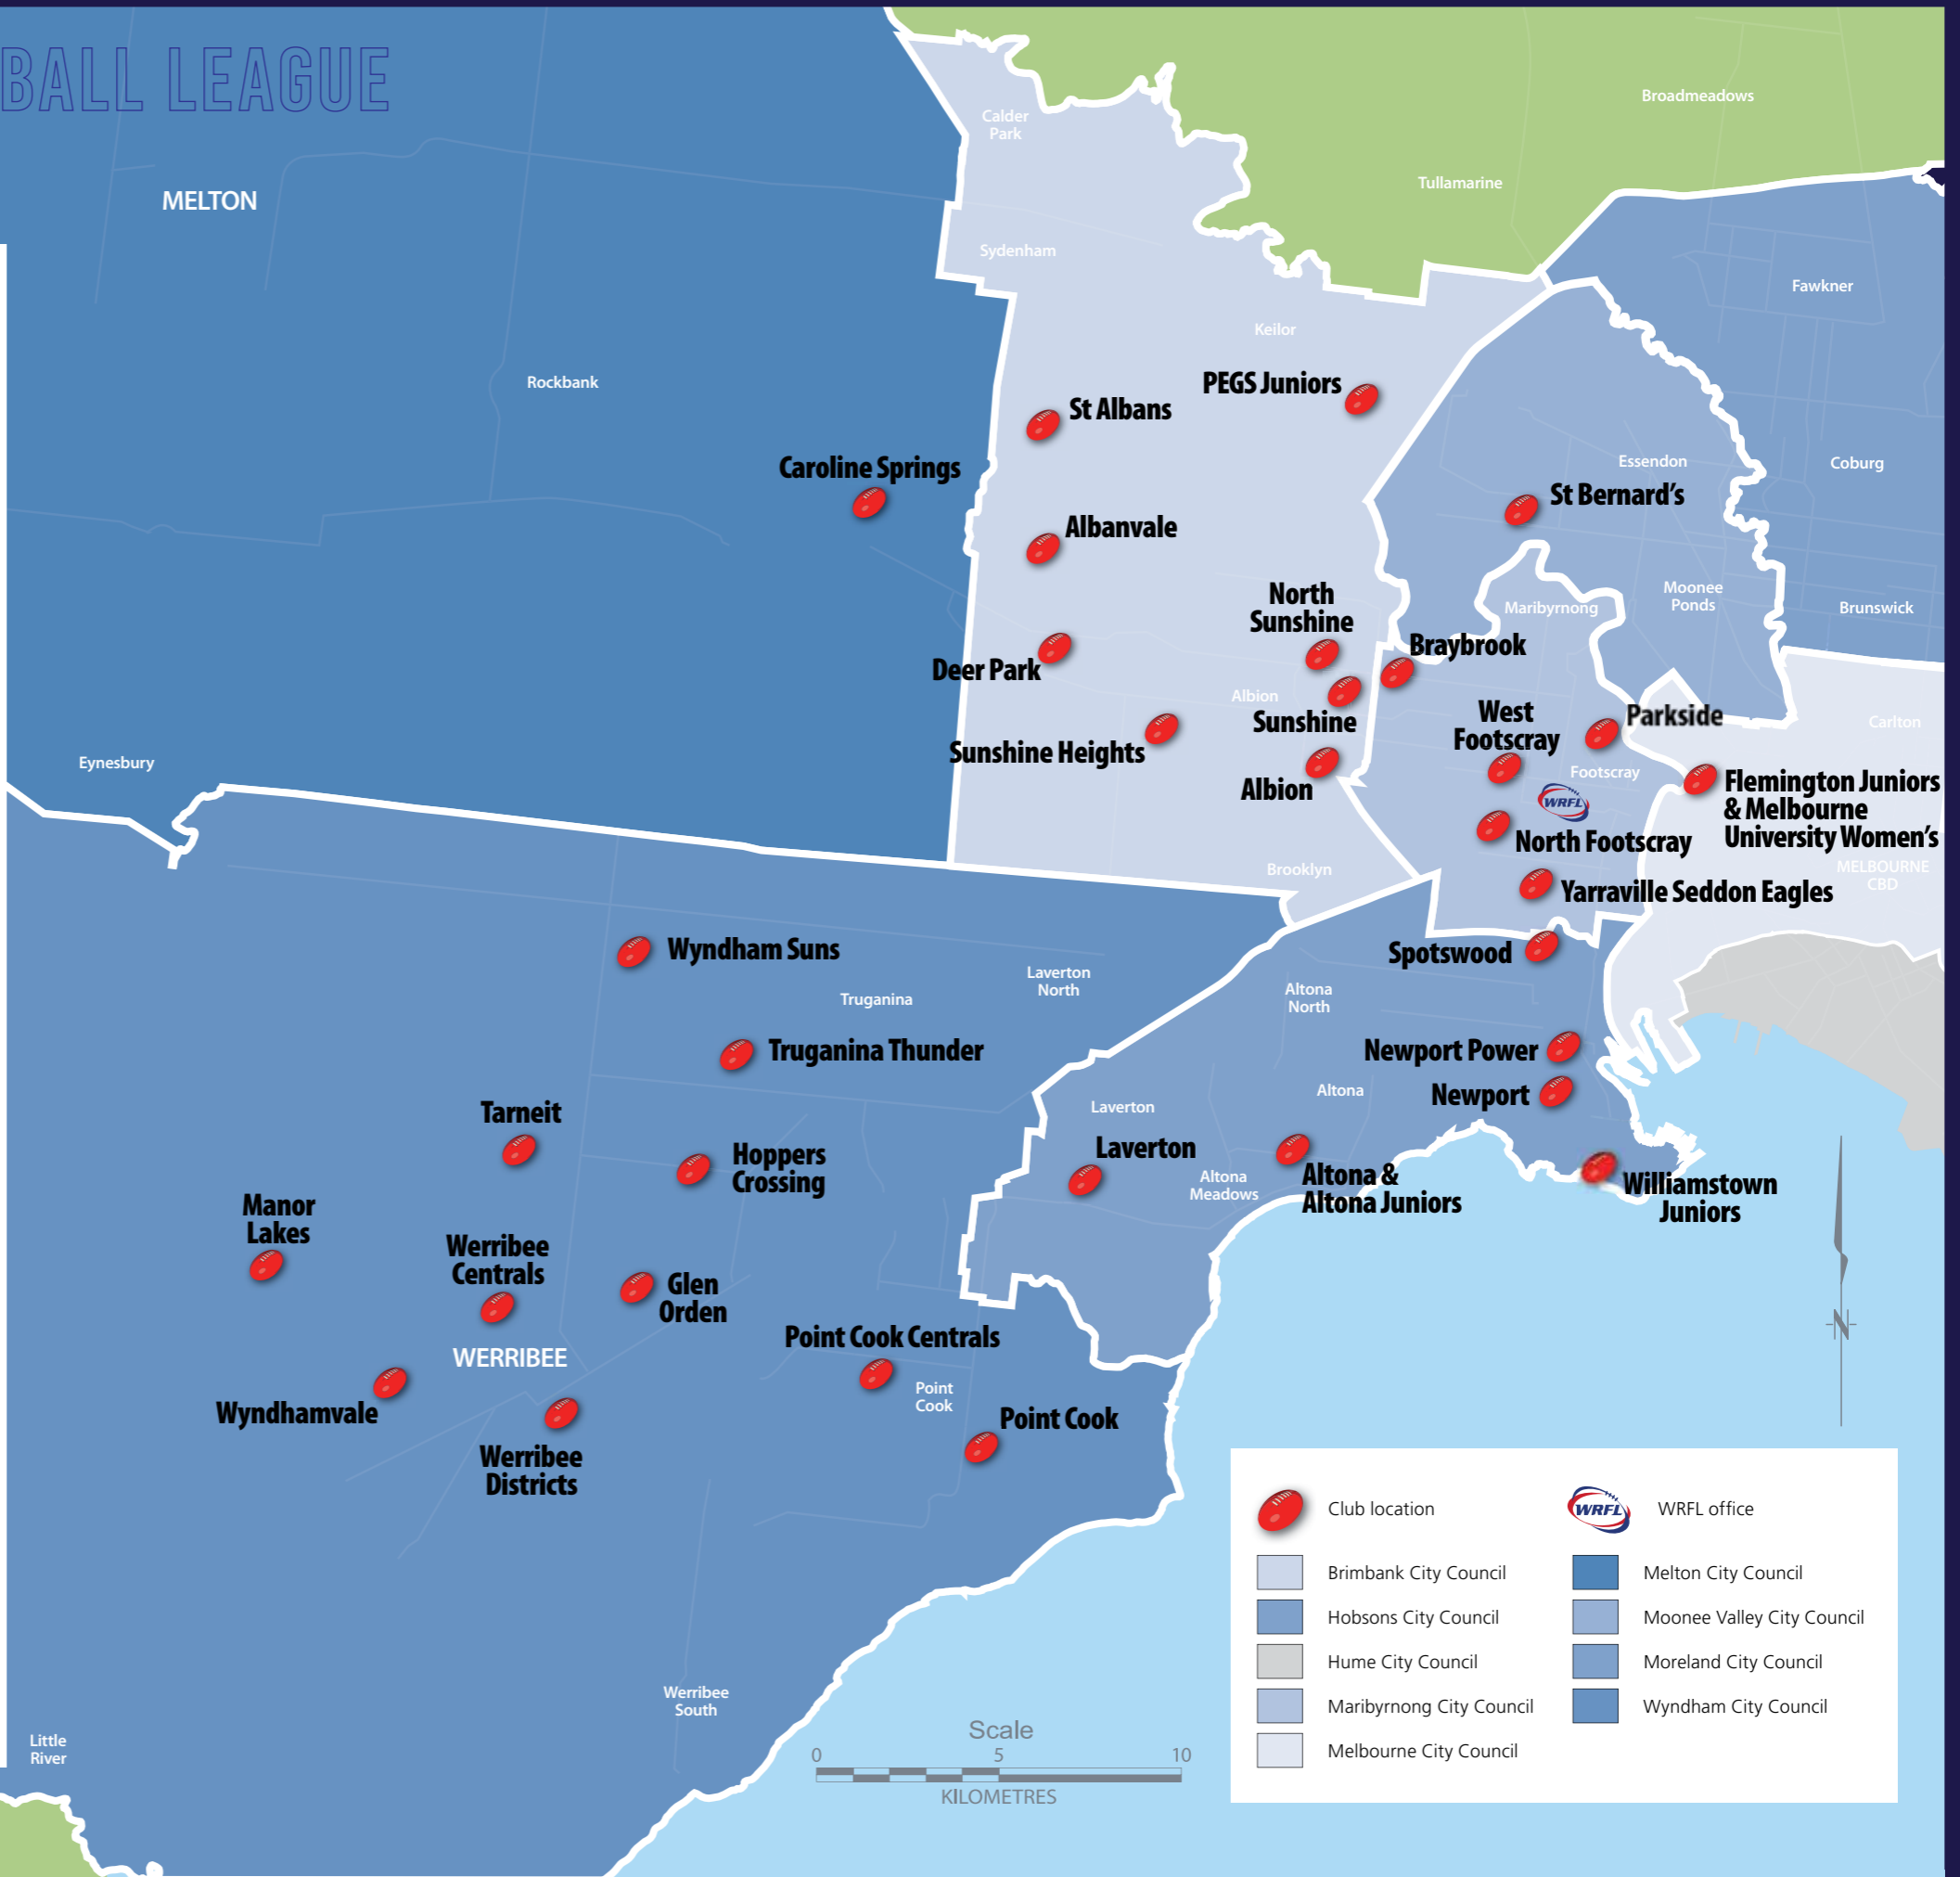 BALL LEAGUE
Broadmeadows
Calder
Park
Tullamarine
MELTON
Sydenham
Fawkner
Keilor
Rockbank
PEGS Juniors
St Albans
Essendon
Coburg
Caroline Springs
St Bernard's
Albanvale
North
Sunshine
Moonee
Ponds
Maribyrnong
Brunswick
Braybrook
Deer Park
Albion
Sunshine
West
Footscray
Parkside
Carlton
Sunshine Heights
Eynesbury
Footscray
Albion
WRFL
Flemington Juniors
& Melbourne
University Women's
North Footscray
Brooklyn
MELBOURNE
CBD
Yarraville Seddon Eagles
Wyndham Suns
Spotswood
Laverton
North
Truganina
Altona
North
Truganina Thunder
Newport Power
Altona
Newport
Laverton
Tarneit
Laverton
Hoppers
Crossing
Altona
Meadows
Altona &
Altona Juniors
Williamstown
Juniors
Manor
Lakes
Werribee
Centrals
Glen
Orden
N
Point Cook Centrals
WERRIBEE
Point
Cook
Wyndhamvale
Point Cook
Werribee
Districts
Club location
WRFL
WRFL office
Brimbank City Council
Melton City Council
Hobsons City Council
Moonee Valley City Council
Hume City Council
Moreland City Council
Maribyrnong City Council
Wyndham City Council
Melbourne City Council
Werribee
South
Little
River
Scale
0 5 10
KILOMETRES